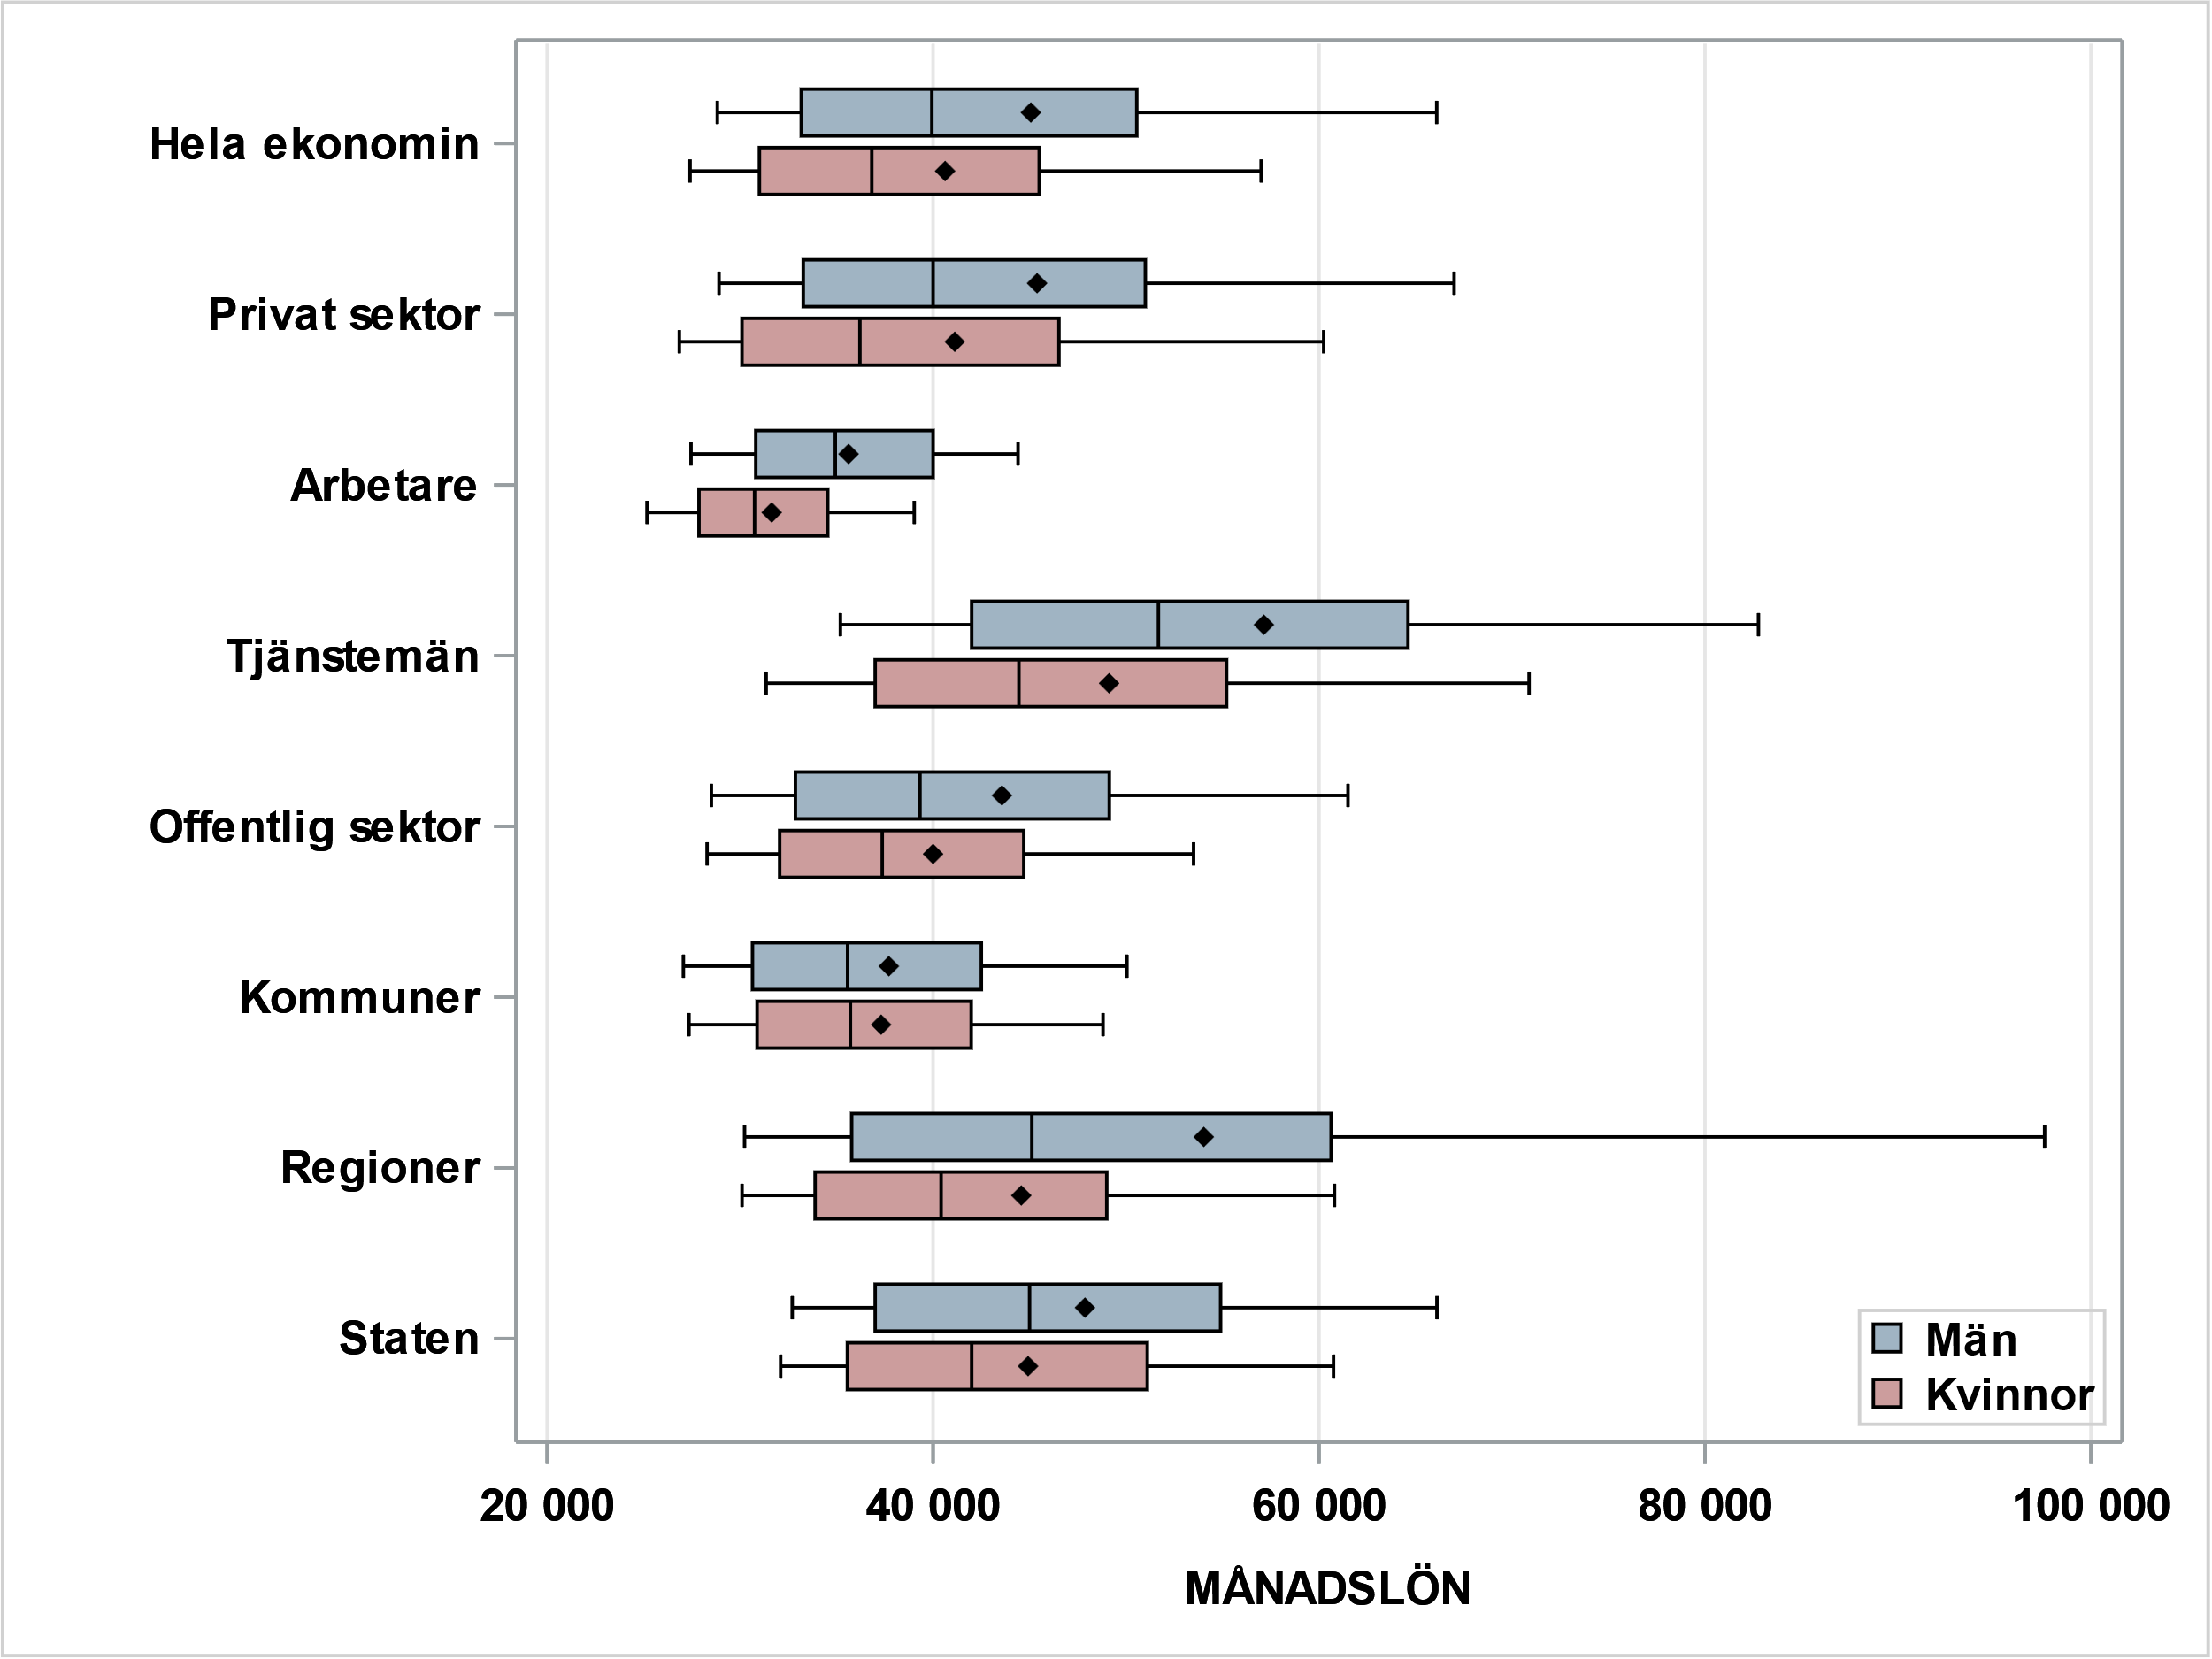 Hela ekonomin
Privat sektor
Arbetare
Tjänstemän
Offentlig sektor
Kommuner
Regioner
Staten
Män
Kvinnor
20 000 40 000 60 000 80 000 100 000
MÅNADSLÖN